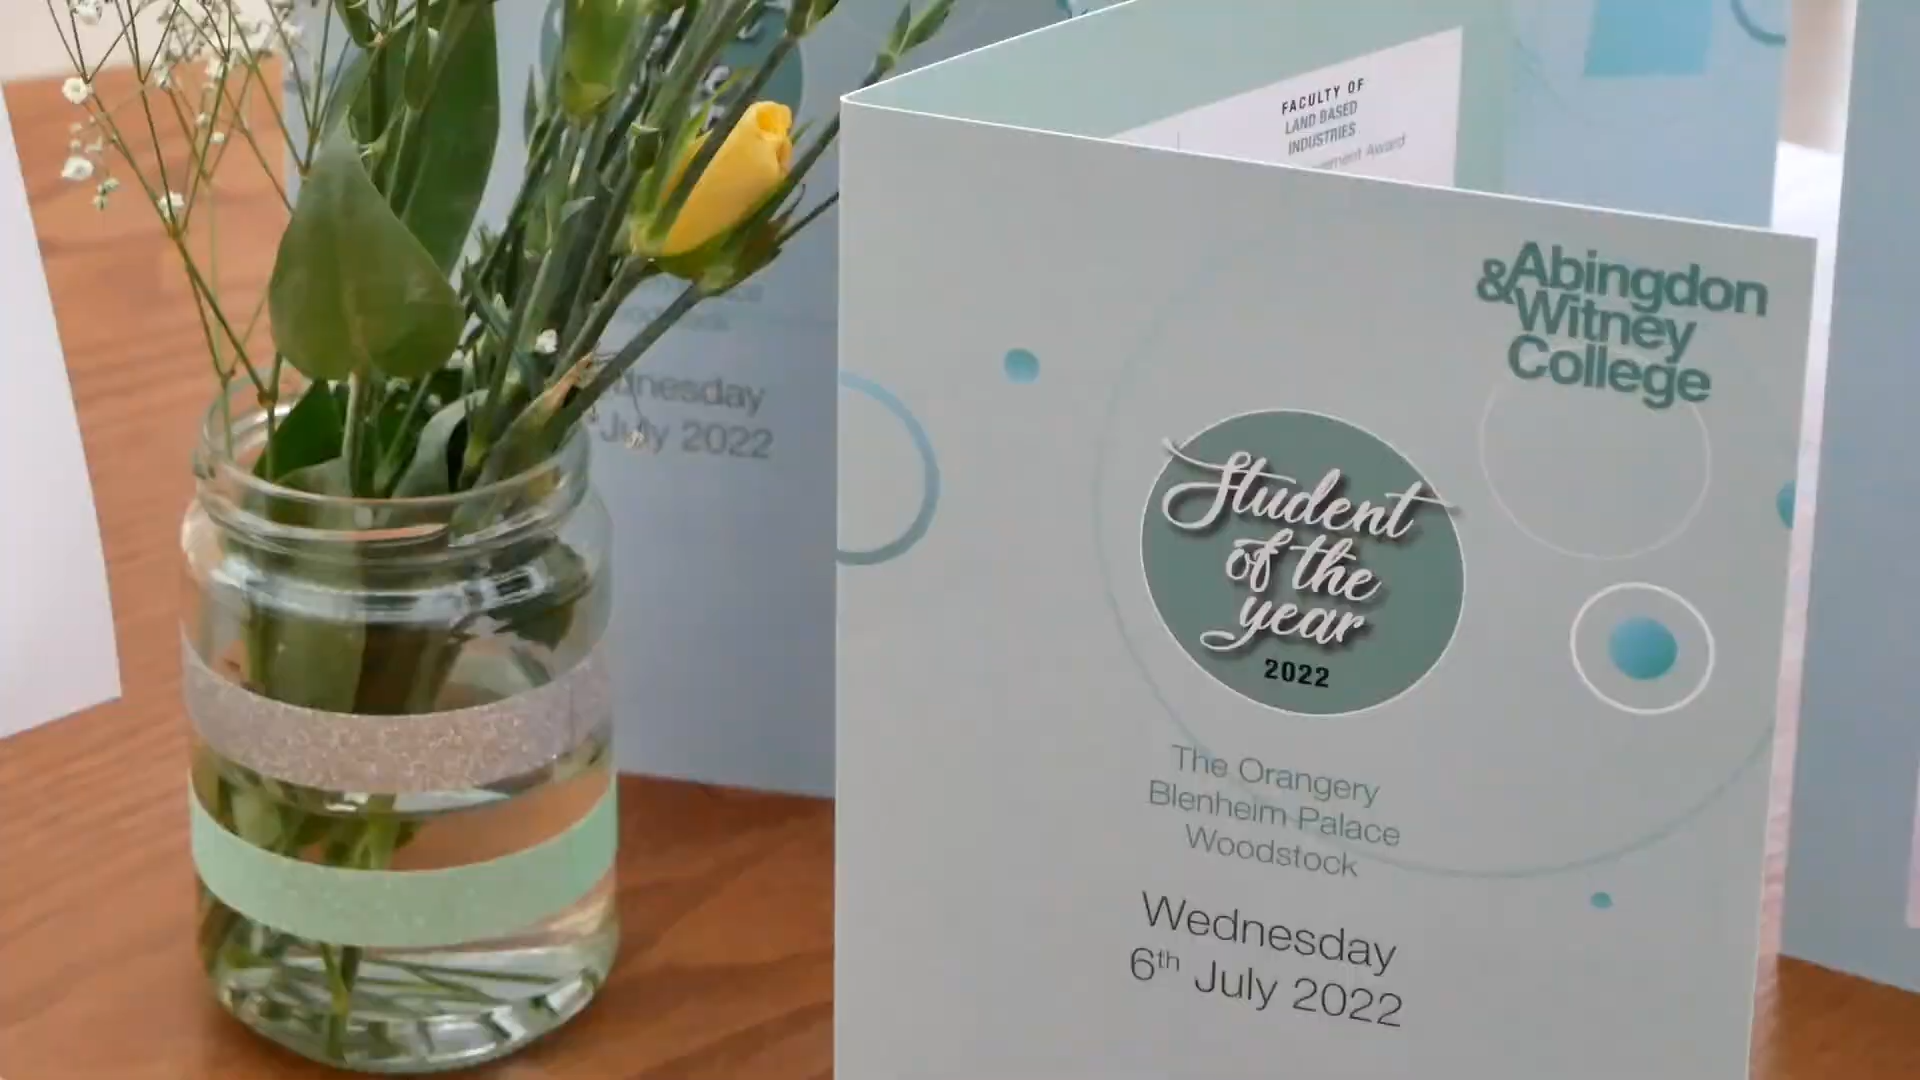 FACULTY OF
LAND BASED
INDUSTRIES
Award
Abingdon
&Witney
College
Student
of the
year
2022
The Orangery
Blenheim Palace
Woodstock
Wednesday
6th July 2022
July 2022